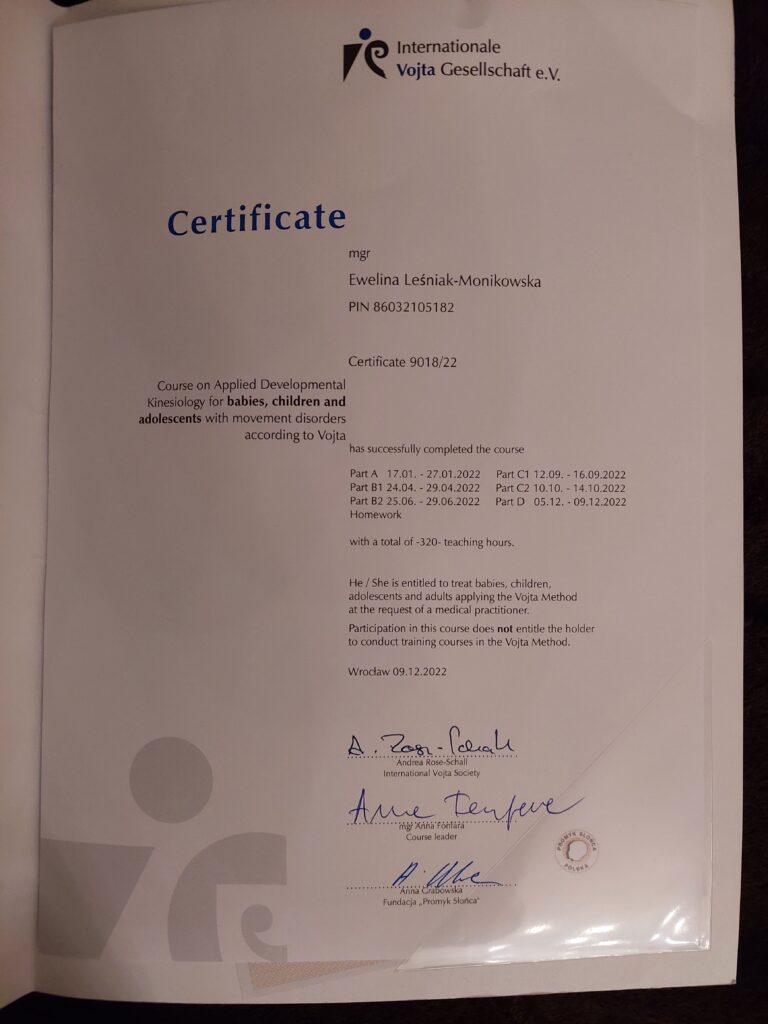 Internationale
Vojta Gesellschaft e.V.
Certificate
mgr
Ewelina Leśniak-Monikowska
PIN 86032105182
Certificate 9018/22
Course on Applied Developmental
Kinesiology for babies, children and
adolescents with movement disorders
according to Vojta
has successfully completed the course
Part A 17.01. - 27.01.2022 Part C1 12.09. - 16.09.2022
Part B1 24.04. - 29.04.2022 Part C2 10.10. - 14.10.2022
Part B2 25.06. - 29.06.2022 Part D 05.12. - 09.12.2022
Homework
with a total of -320- teaching hours.
He / She is entitled to treat babies, children,
adolescents and adults applying the Vojta Method
at the request of a medical practitioner.
Participation in this course does not entitle the holder
to conduct training courses in the Vojta Method.
Wrocław 09.12.2022
Andrea Rose-Schall
International Vojta Society
mgr Anna Fonfara
Course leader
Anna Grabowska
Fundacja „Promyk Słońca"
PROMYK SŁOŃCA
POLSKA